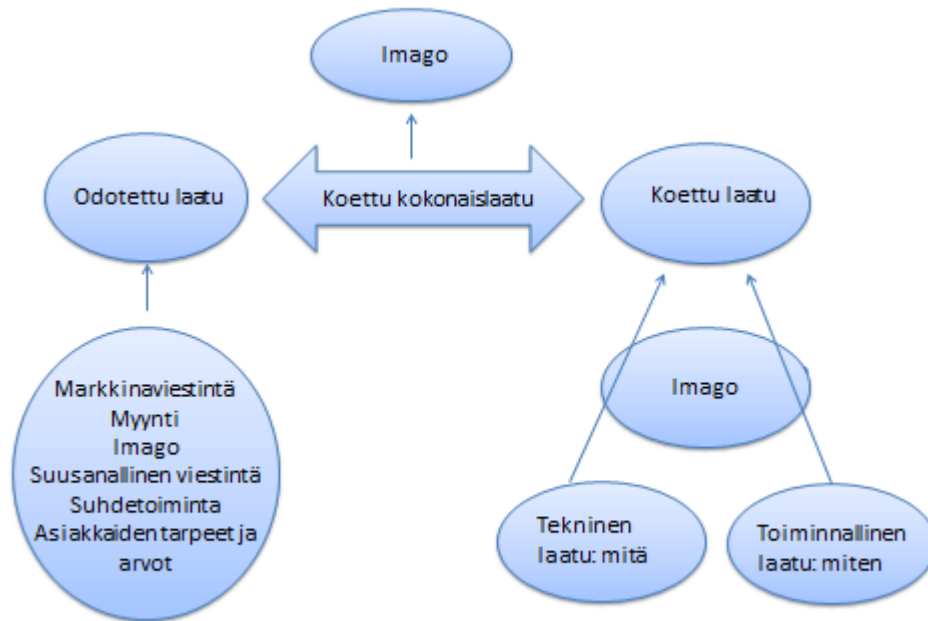 Imago
Odotettu laatu
Koettu kokonaislaatu
Koettu laatu
Markkinaviestintä
Myynti
Imago
Suusanallinen viestintä
Suhdetoiminta
Asiakkaiden tarpeet ja
arvot
Imago
Tekninen
laatu: mitä
Toiminnallinen
laatu: miten